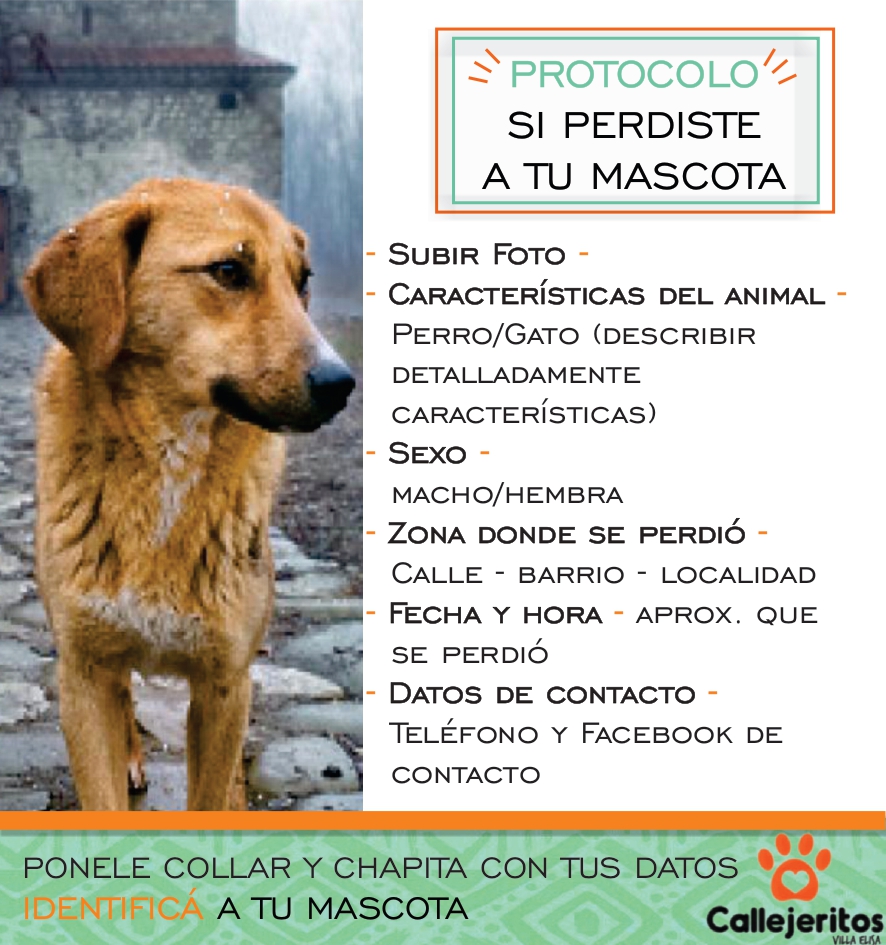 PROTOCOLO
SI PERDISTE
A TU MASCOTA
- SUBIR FOTO -
- CARACTERÍSTICAS DEL ANIMAL -
PERRO/GATO (DESCRIBIR
DETALLADAMENTE
CARACTERÍSTICAS)
- SEXO -
MACHO/HEMBRA
- ZONA DONDE SE PERDIÓ -
CALLE - BARRIO - LOCALIDAD
- FECHA Y HORA - APROX. QUE
SE PERDIÓ
- DATOS DE CONTACTO -
TELÉFONO Y FACEBOOK DE
CONTACTO
PONELE COLLAR Y CHAPITA CON TUS DATOS
IDENTIFICÁ A TU MASCOTA
Callejeritos
VILLA ELISA